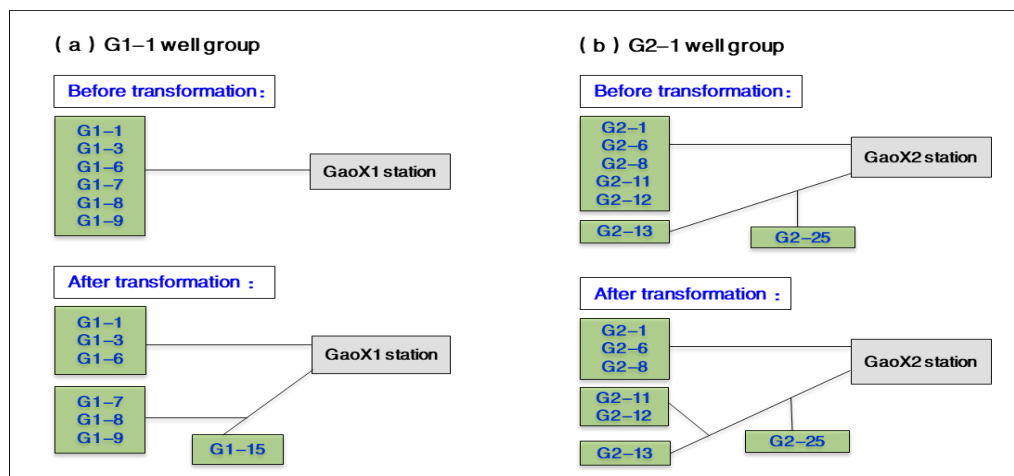 ( a ) G1–1 well group
Before transformation：
G1–1
G1–3
G1–6
G1–7
G1–8
G1–9
GaoX1 station
After transformation ：
G1–1
G1–3
G1–6
GaoX1 station
G1–7
G1–8
G1–9
G1–15
( b ) G2–1 well group
Before transformation：
G2–1
G2–6
G2–8
G2–11
G2–12
GaoX2 station
G2–13
G2–25
After transformation ：
G2–1
G2–6
G2–8
GaoX2 station
G2–11
G2–12
G2–13
G2–25